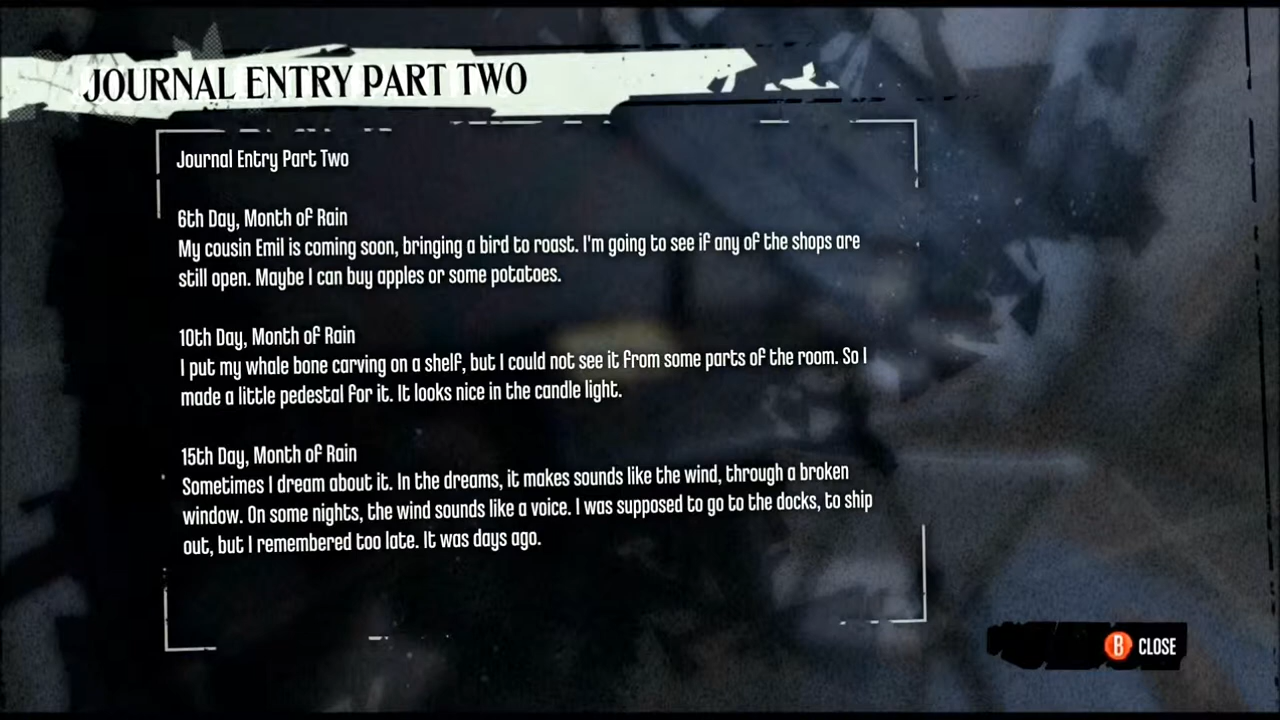 JOURNAL ENTRY PART TWO
Journal Entry Part Two
6th Day, Month of Rain
My cousin Emil is coming soon, bringing a bird to roast. I'm going to see if any of the shops are
still open. Maybe I can buy apples or some potatoes.
10th Day, Month of Rain
I put my whale bone carving on a shelf, but I could not see it from some parts of the room. So I
made a little pedestal for it. It looks nice in the candle light.
15th Day, Month of Rain
Sometimes I dream about it. In the dreams, it makes sounds like the wind, through a broken
window. On some nights, the wind sounds like a voice. I was supposed to go to the docks, to ship
out, but I remembered too late. It was days ago.
B CLOSE